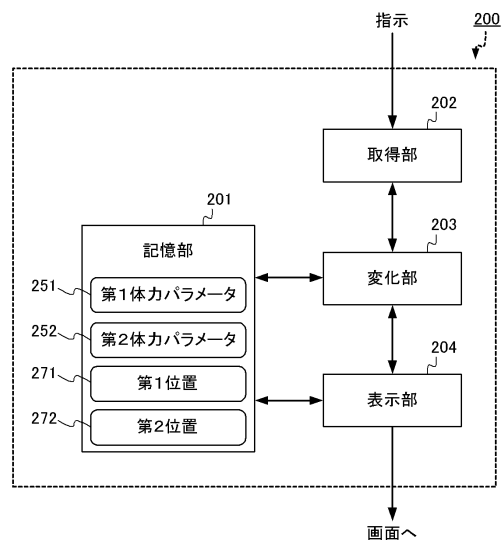 指示
200
202
取得部
201
記憶部
203
変化部
251
第1体力パラメータ
252
第2体力パラメータ
204
表示部
271
第1位置
272
第2位置
画面へ